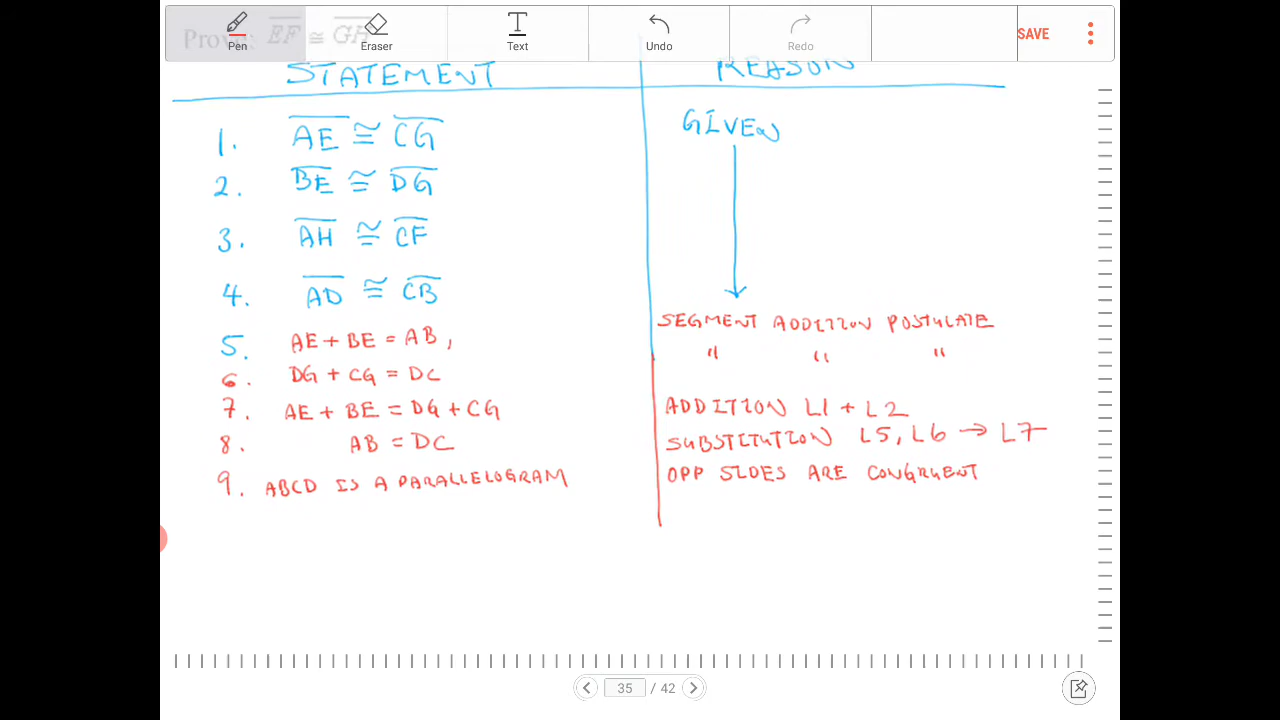 Pen
Eraser
Text
Undo
Redo
SAVE
Prove: EF ≅ GH
STATEMENT REASON
1. AE ≅ CG GIVEN
2. BE ≅ DG
3. AH ≅ CF
4. AD ≅ CB
5. AE + BE = AB, SEGMENT ADDITION POSTULATE
6. DG + CG = DC " " "
7. AE + BE = DG + CG ADDITION L1 + L2
8. AB = DC SUBSTITUTION L5, L6 → L7
9. ABCD IS A PARALLELOGRAM OPP SIDES ARE CONGRUENT
35 / 42